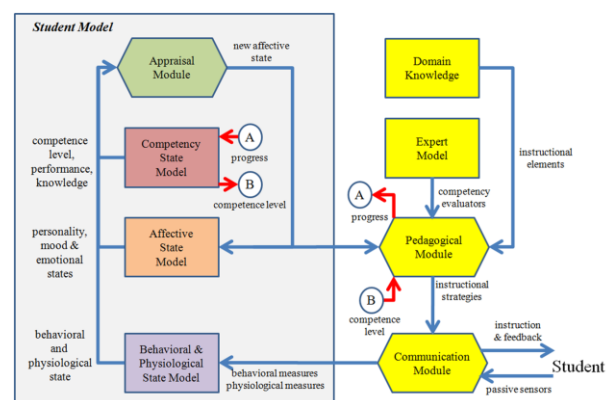 Student Model
Appraisal
Module
new affective
state
Domain
Knowledge
competence
level,
performance,
knowledge
Competency
State
Model
A
progress
B
competence level
Expert
Model
instructional
elements
A
progress
competency
evaluators
personality,
mood &
emotional
states
Affective
State
Model
Pedagogical
Module
B
competence
level
instructional
strategies
behavioral
and
physiological
state
Behavioral &
Physiological
State Model
behavioral measures
physiological measures
Communication
Module
instruction
& feedback
Student
passive sensors